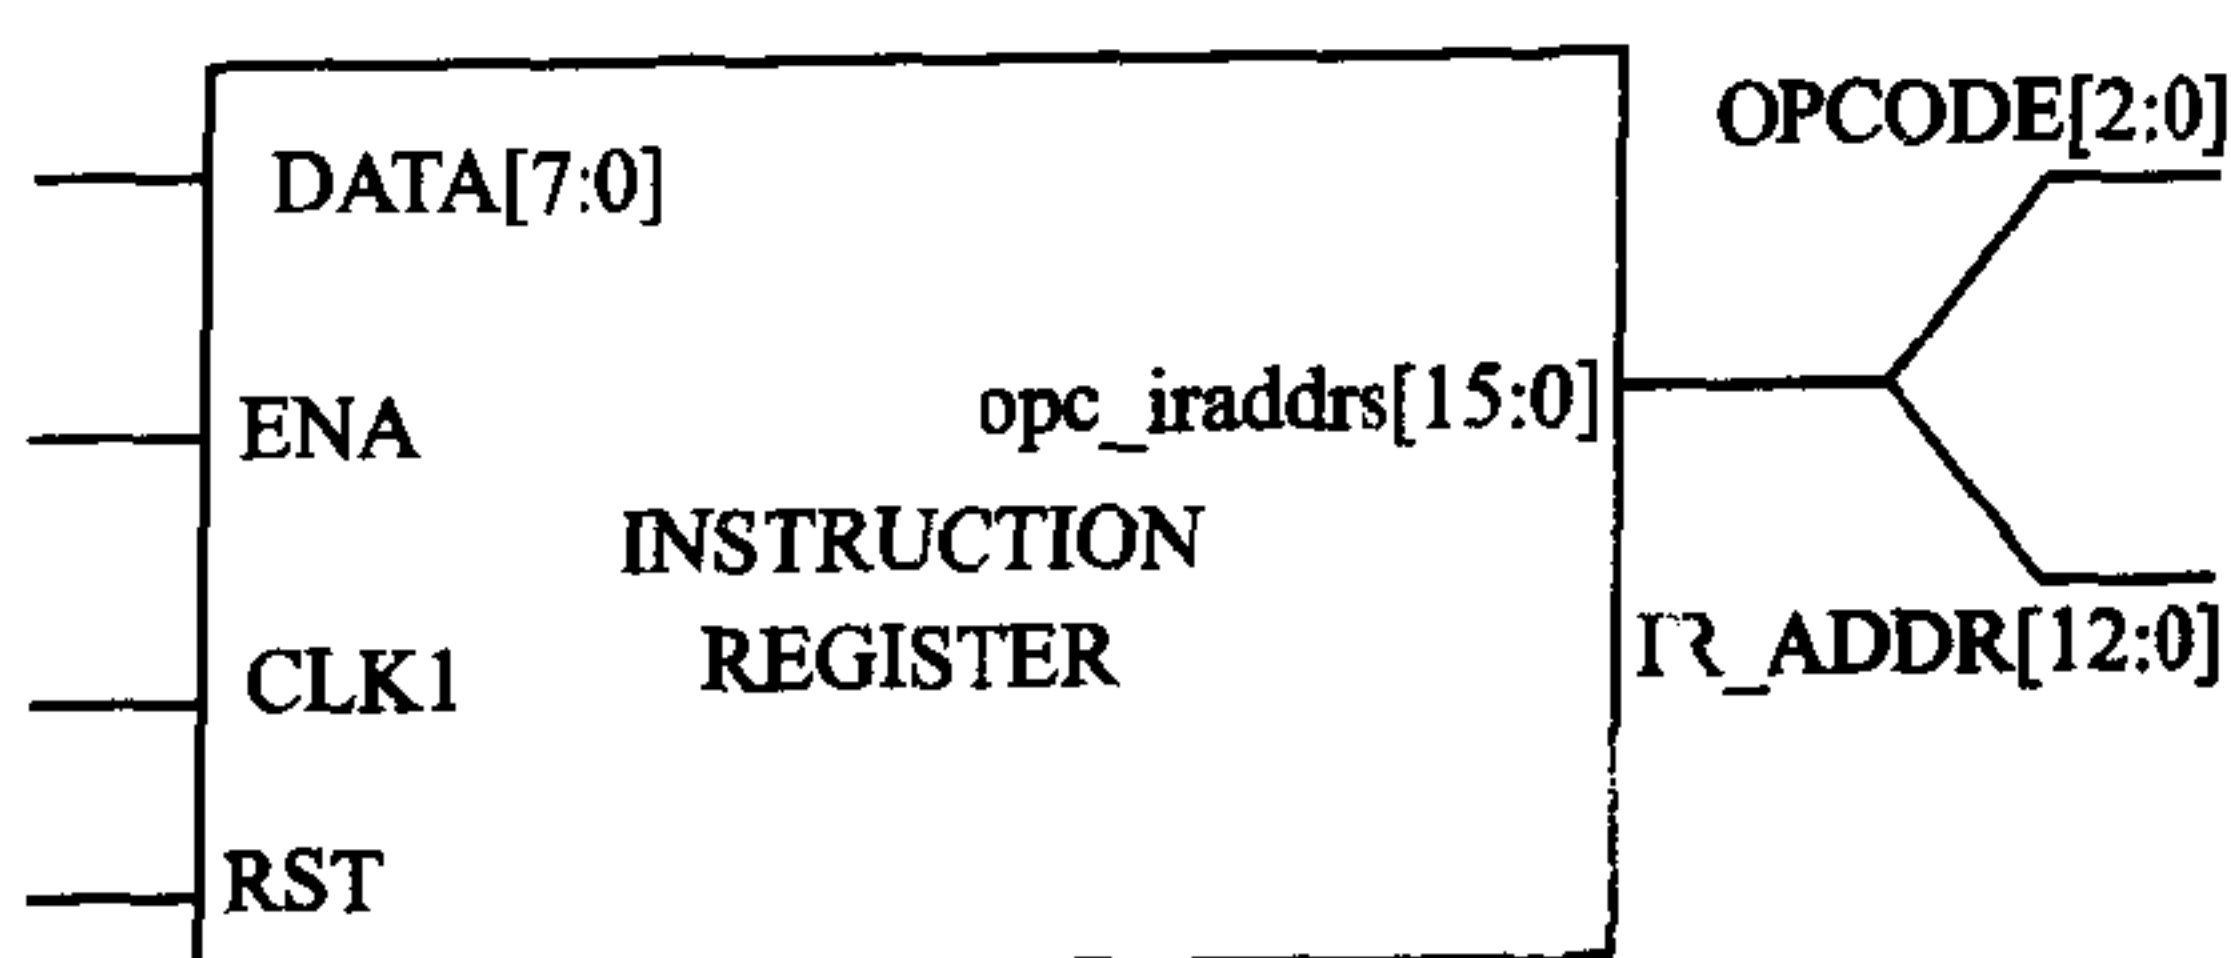 OPCODE[2:0]
DATA[7:0]
ENA
opc_iraddrs[15:0]
INSTRUCTION
REGISTER
IR_ADDR[12:0]
CLK1
RST